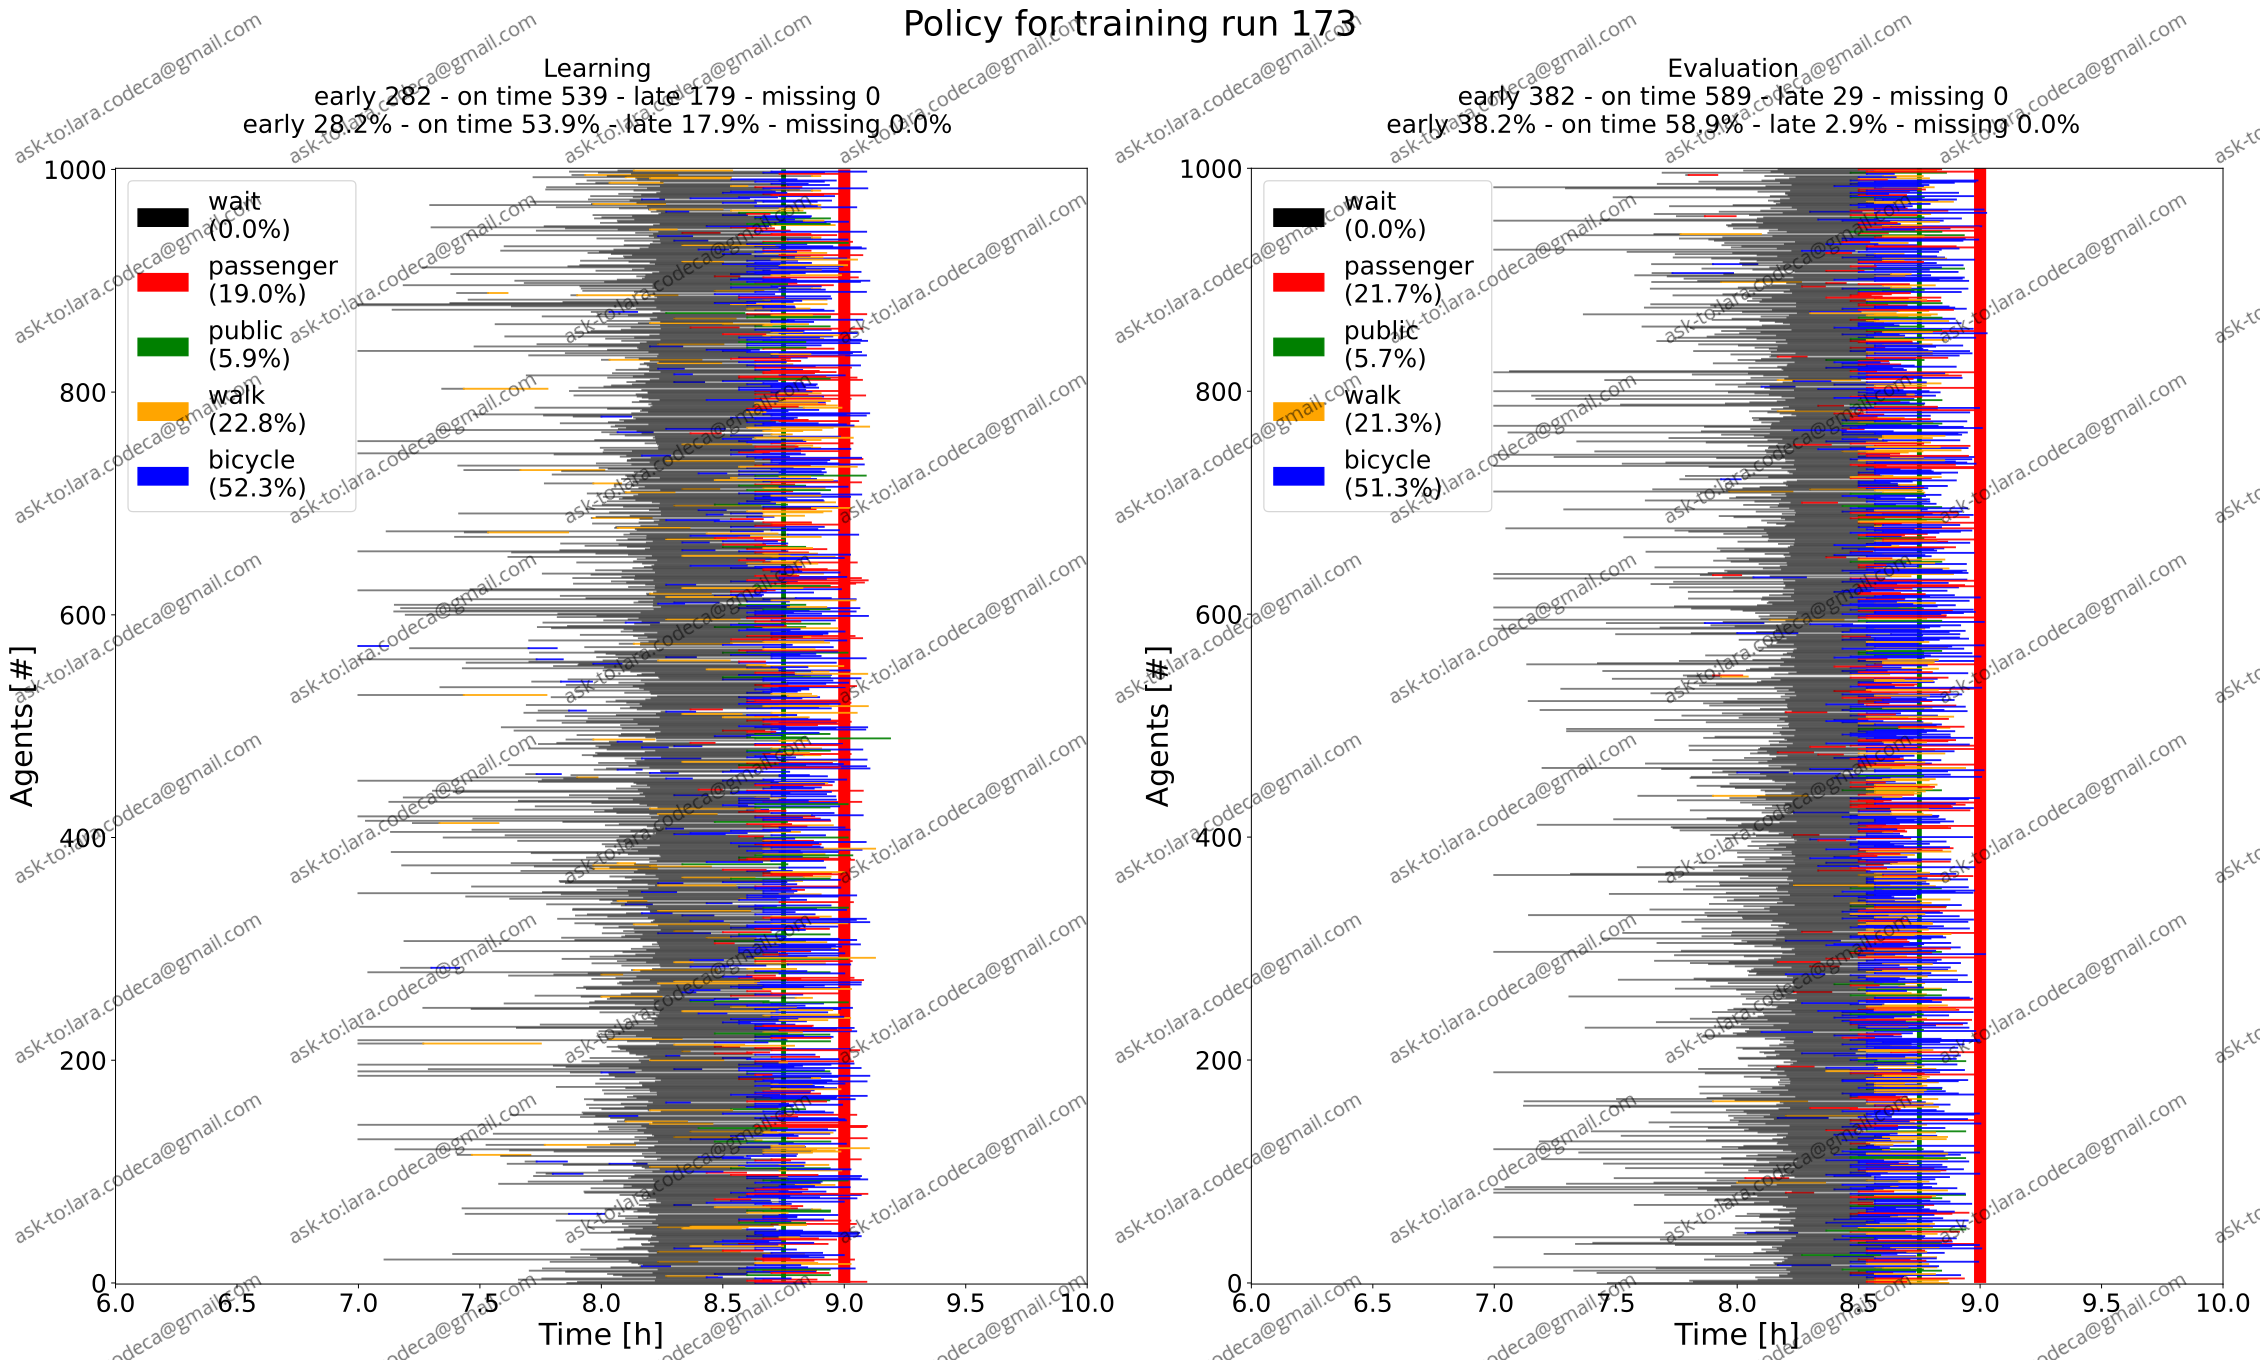 Policy for training run 173
Learning
early 282 - on time 539 - late 179 - missing 0
early 28.2% - on time 53.9% - late 17.9% - missing 0.0%
1000
800
600
400
200
0
Agents [#]
wait
(0.0%)
passenger
(19.0%)
public
(5.9%)
walk
(22.8%)
bicycle
(52.3%)
6.0 6.5 7.0 7.5 8.0 8.5 9.0 9.5 10.0
Time [h]
Evaluation
early 382 - on time 589 - late 29 - missing 0
early 38.2% - on time 58.9% - late 2.9% - missing 0.0%
1000
800
600
400
200
0
Agents [#]
wait
(0.0%)
passenger
(21.7%)
public
(5.7%)
walk
(21.3%)
bicycle
(51.3%)
6.0 6.5 7.0 7.5 8.0 8.5 9.0 9.5 10.0
Time [h]
ask-to:lara.codeca@gmail.com